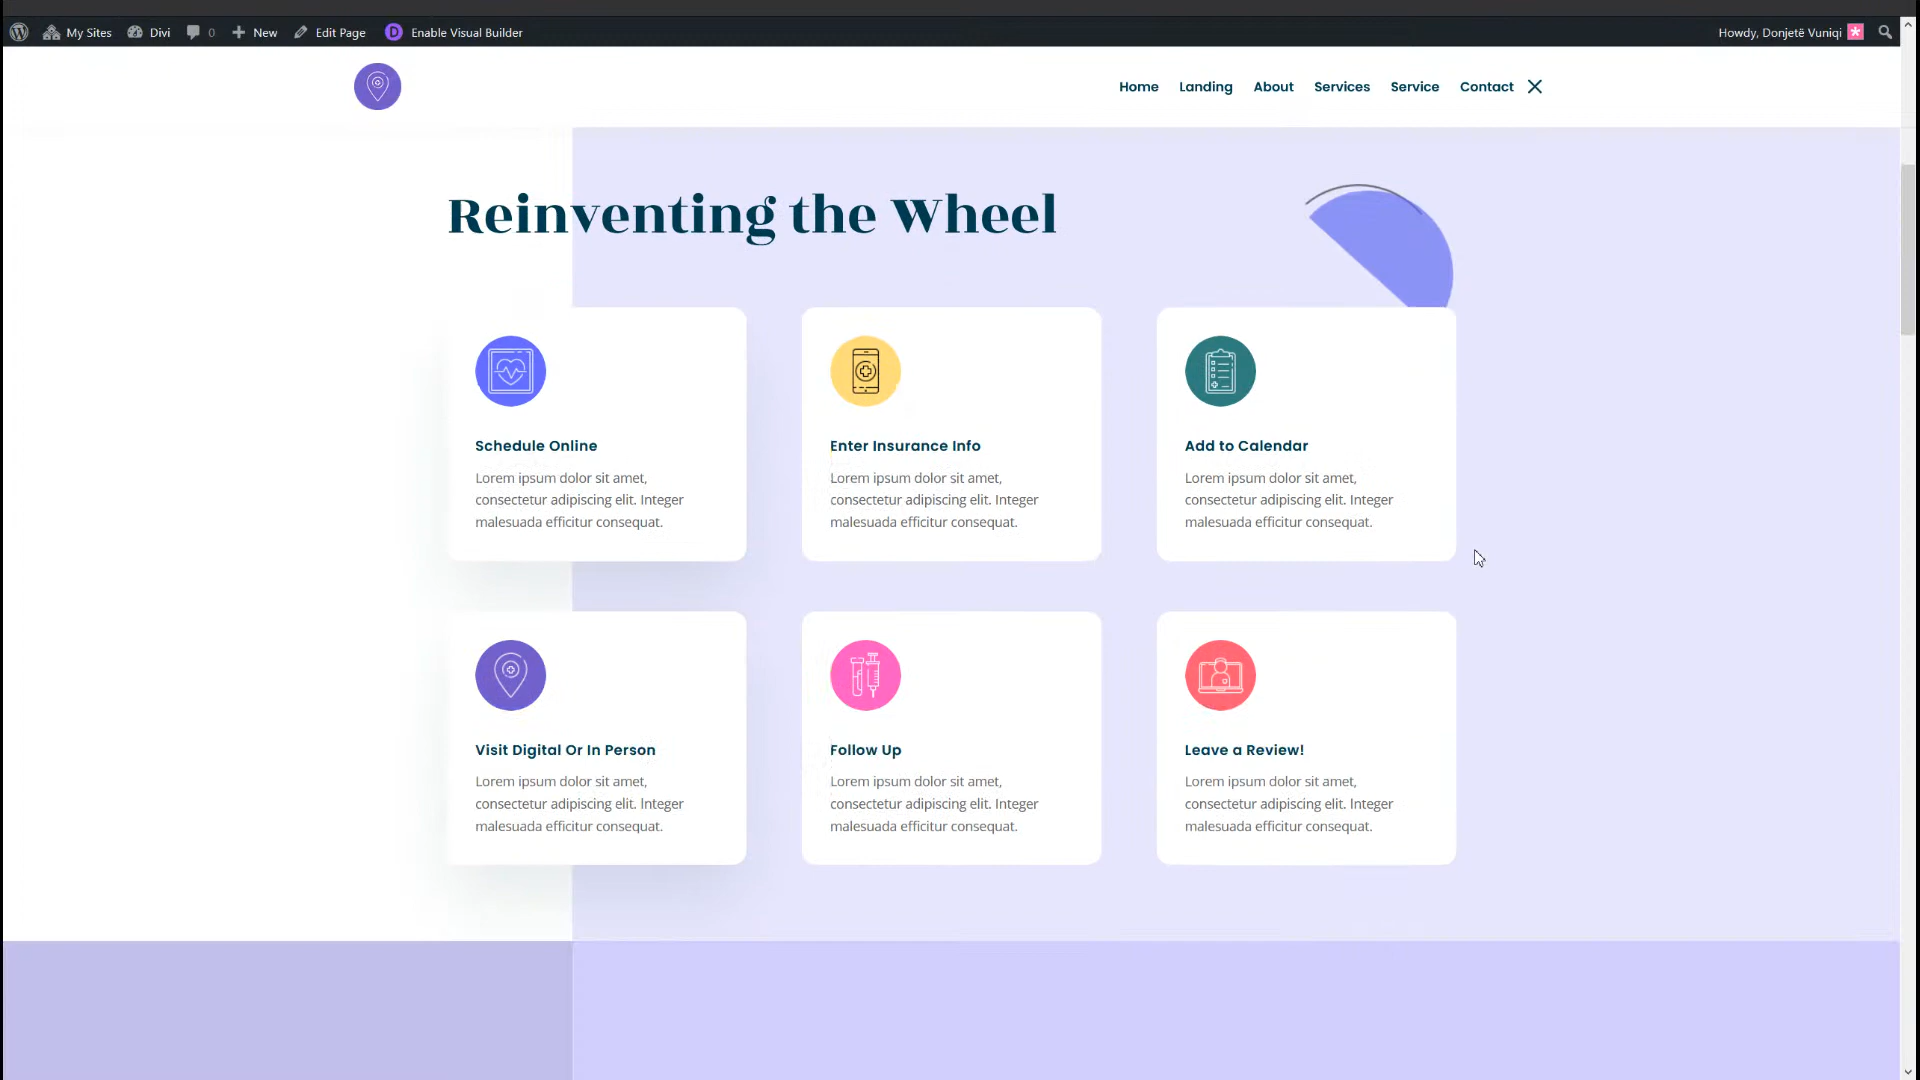 My Sites Divi 0 New Edit Page D Enable Visual Builder Howdy, Donjetë Vuniqi
Home Landing About Services Service Contact
Reinventing the Wheel
Schedule Online
Lorem ipsum dolor sit amet,
consectetur adipiscing elit. Integer
malesuada efficitur consequat.
Enter Insurance Info
Lorem ipsum dolor sit amet,
consectetur adipiscing elit. Integer
malesuada efficitur consequat.
Add to Calendar
Lorem ipsum dolor sit amet,
consectetur adipiscing elit. Integer
malesuada efficitur consequat.
Visit Digital Or In Person
Lorem ipsum dolor sit amet,
consectetur adipiscing elit. Integer
malesuada efficitur consequat.
Follow Up
Lorem ipsum dolor sit amet,
consectetur adipiscing elit. Integer
malesuada efficitur consequat.
Leave a Review!
Lorem ipsum dolor sit amet,
consectetur adipiscing elit. Integer
malesuada efficitur consequat.